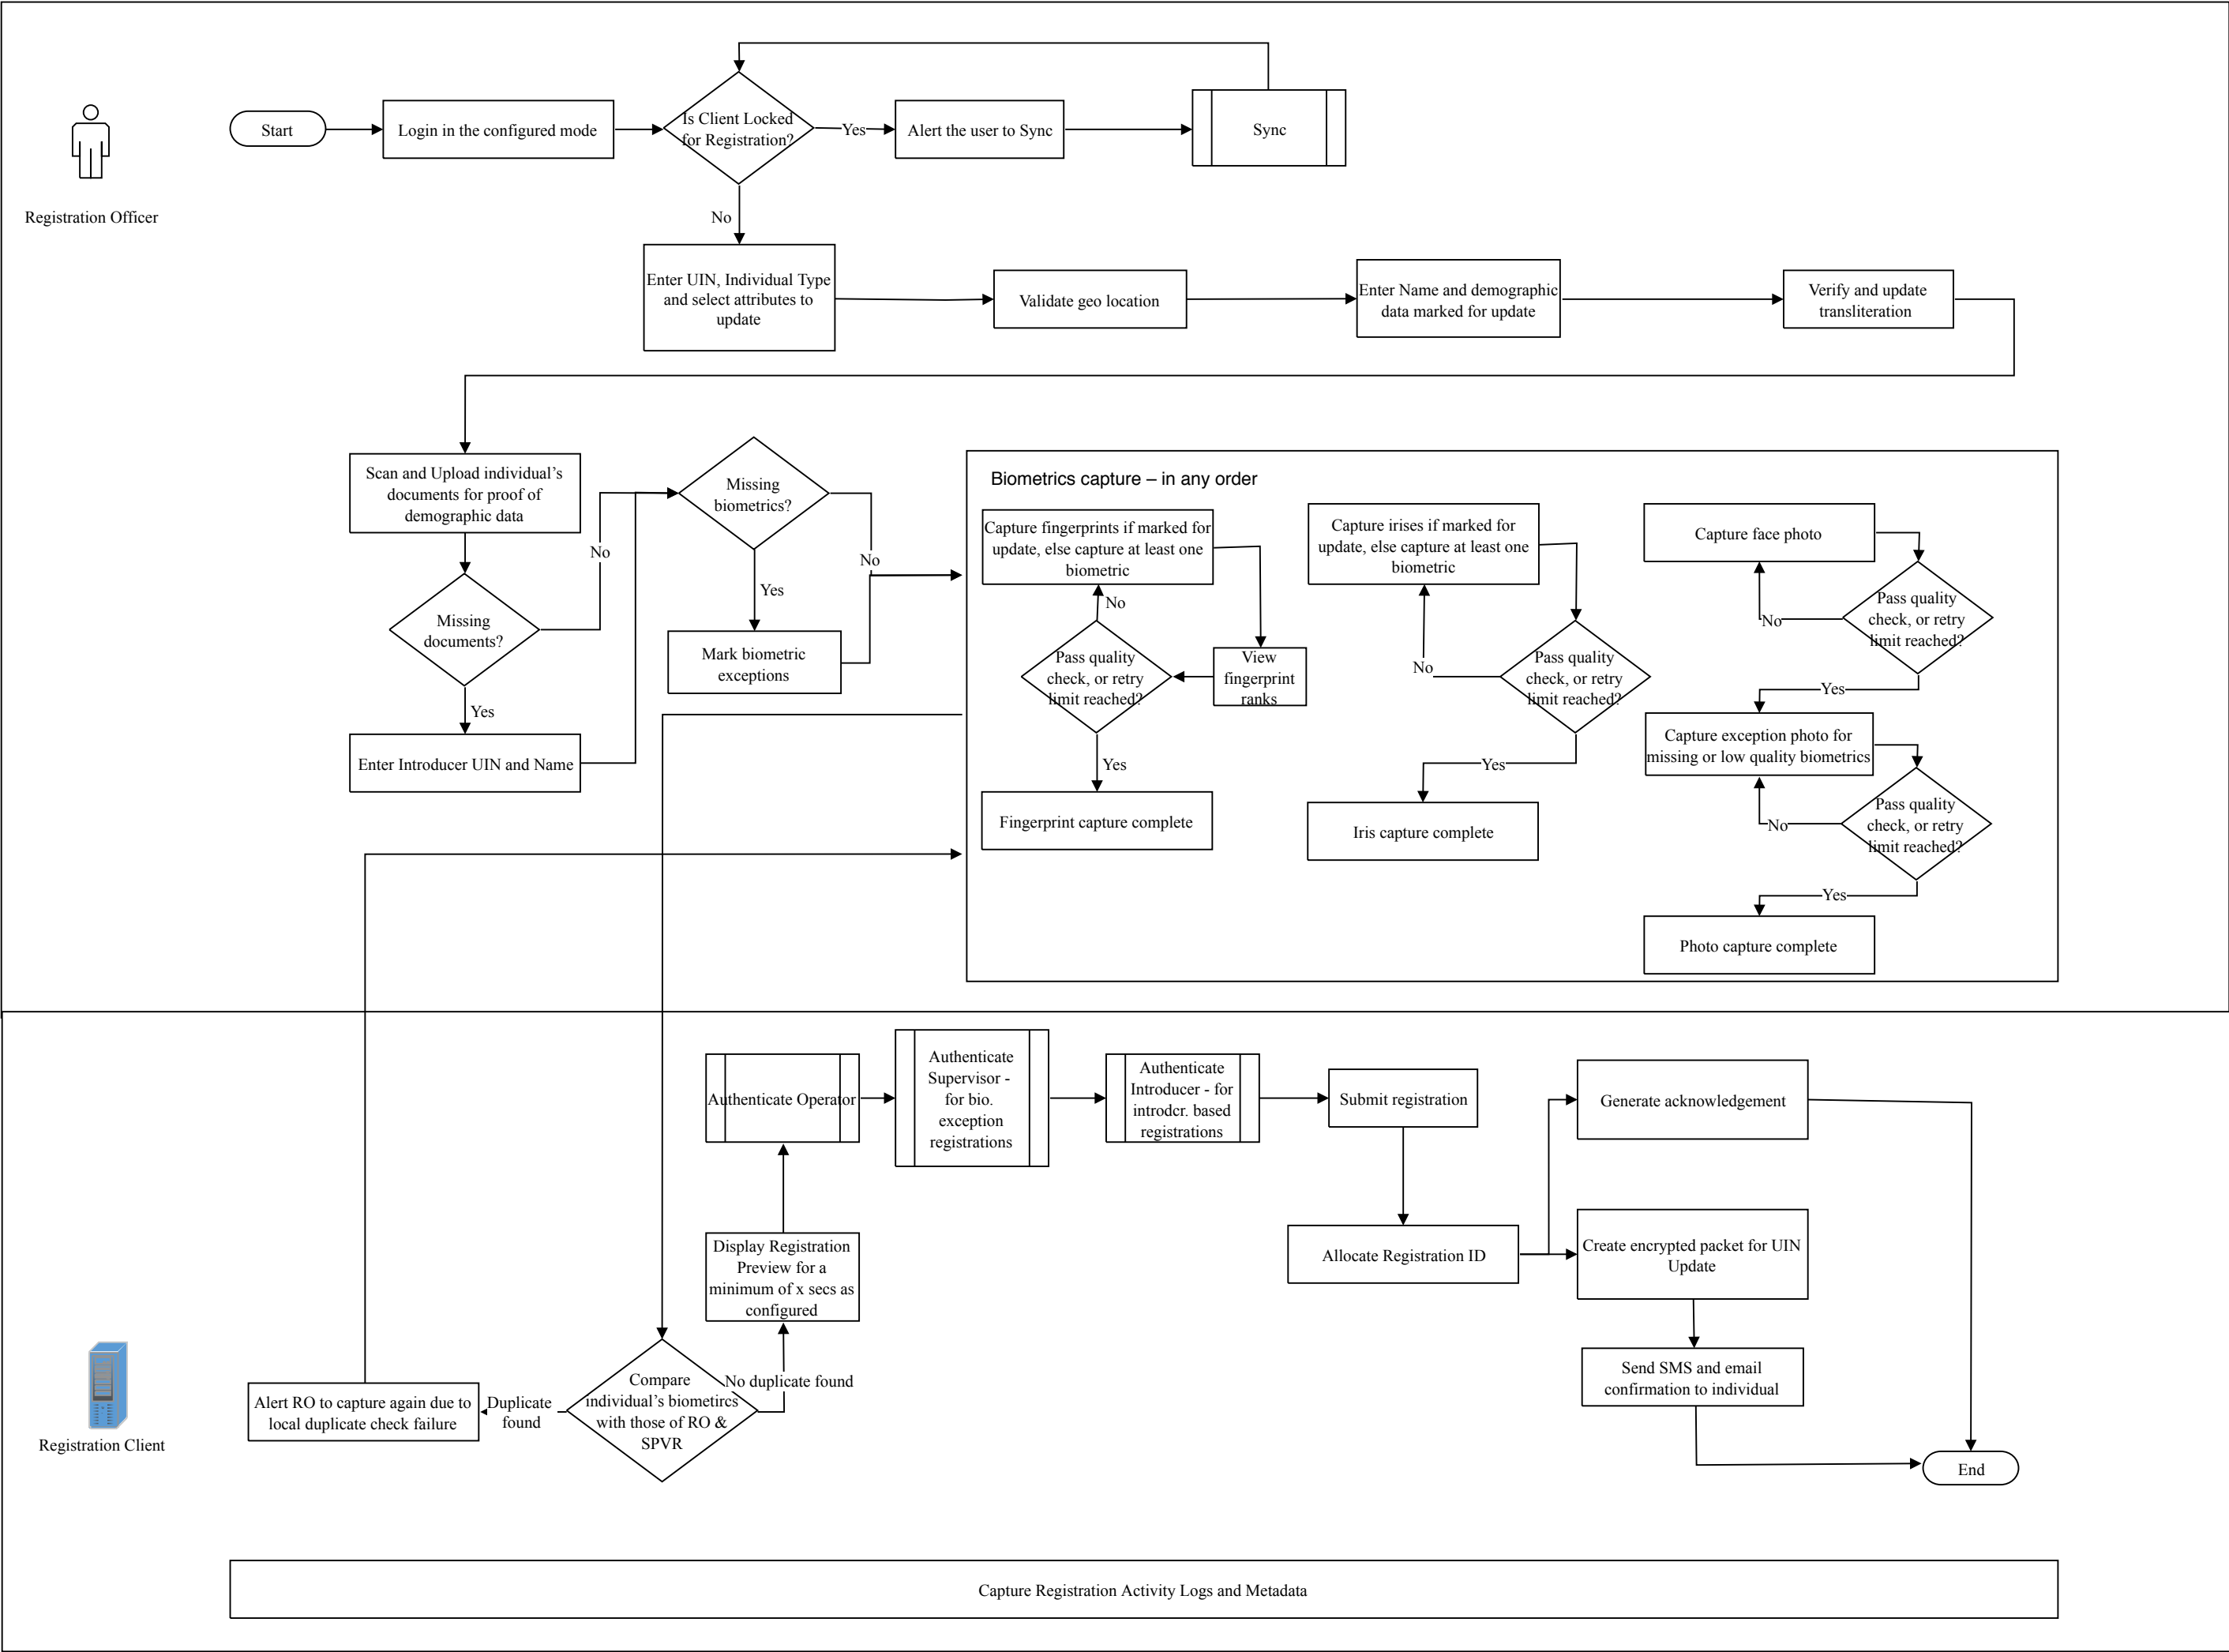 Start
Login in the configured mode
Is Client Locked
for Registration?
Yes
Alert the user to Sync
Sync
Registration Officer
No
Enter UIN, Individual Type
and select attributes to
update
Validate geo location
Enter Name and demographic
data marked for update
Verify and update
transliteration
Scan and Upload individual’s
documents for proof of
demographic data
Missing
documents?
No
Yes
Enter Introducer UIN and Name
Missing
biometrics?
No
Yes
Mark biometric
exceptions
Biometrics capture – in any order
Capture fingerprints if marked for
update, else capture at least one
biometric
No
View
fingerprint
ranks
Pass quality
check, or retry
limit reached?
Yes
Fingerprint capture complete
Capture irises if marked for
update, else capture at least one
biometric
No
Pass quality
check, or retry
limit reached?
Yes
Iris capture complete
Capture face photo
No
Pass quality
check, or retry
limit reached?
Yes
Capture exception photo for
missing or low quality biometrics
No
Pass quality
check, or retry
limit reached?
Yes
Photo capture complete
Authenticate Operator
Authenticate
Supervisor -
for bio.
exception
registrations
Authenticate
Introducer - for
introdcr. based
registrations
Submit registration
Generate acknowledgement
Allocate Registration ID
Create encrypted packet for UIN
Update
Display Registration
Preview for a
minimum of x secs as
configured
Send SMS and email
confirmation to individual
Compare
individual’s biometircs
with those of RO &
SPVR
No duplicate found
Duplicate
found
Alert RO to capture again due to
local duplicate check failure
Registration Client
End
Capture Registration Activity Logs and Metadata